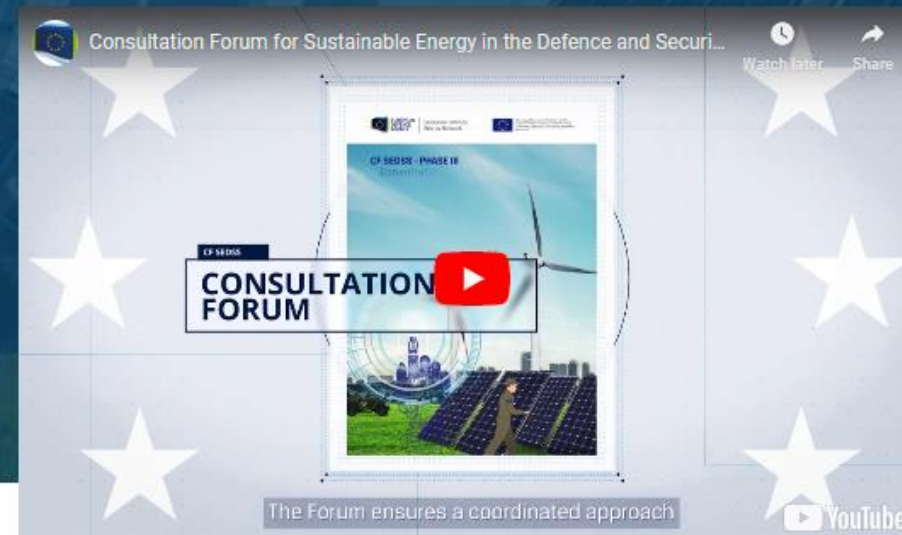 Consultation Forum for Sustainable Energy in the Defence and Securi...
Watch later
Share
CF SEDSS - PHASE III
CF SEDSS
CONSULTATION
FORUM
The Forum ensures a coordinated approach
YouTube